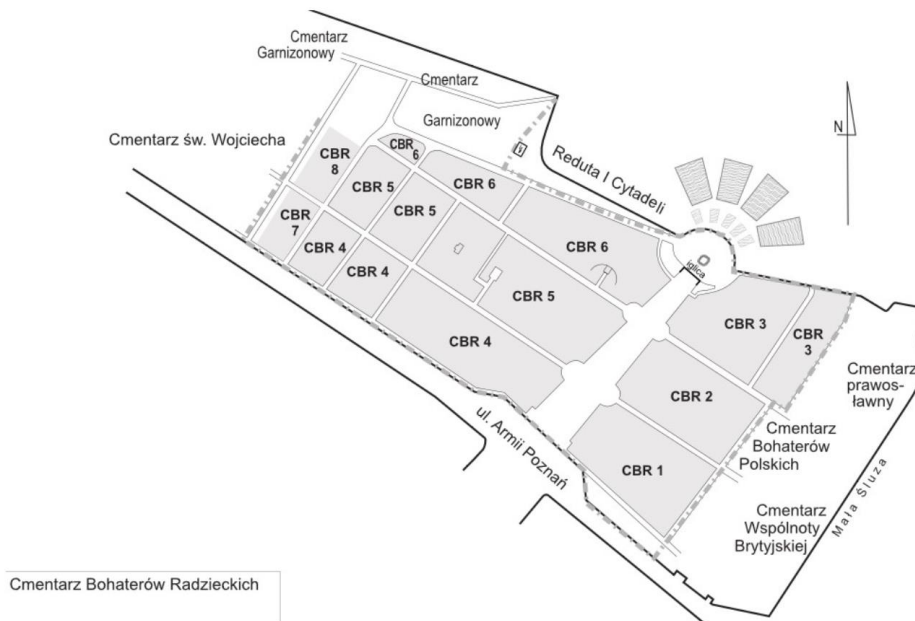 Cmentarz
Garnizonowy
Cmentarz
Garnizonowy
Cmentarz św. Wojciecha
Reduta I Cytadeli
N
CBR
6
CBR
8
CBR 5
CBR 6
CBR 5
CBR
7
CBR 4
CBR 6
CBR 4
iglica
CBR 5
CBR 3
CBR
3
CBR 4
Cmentarz
prawos-
ławny
CBR 2
ul. Armii Poznań
Cmentarz
Bohaterów
Polskich
CBR 1
Mała Śluza
Cmentarz
Wspólnoty
Brytyjskiej
Cmentarz Bohaterów Radzieckich